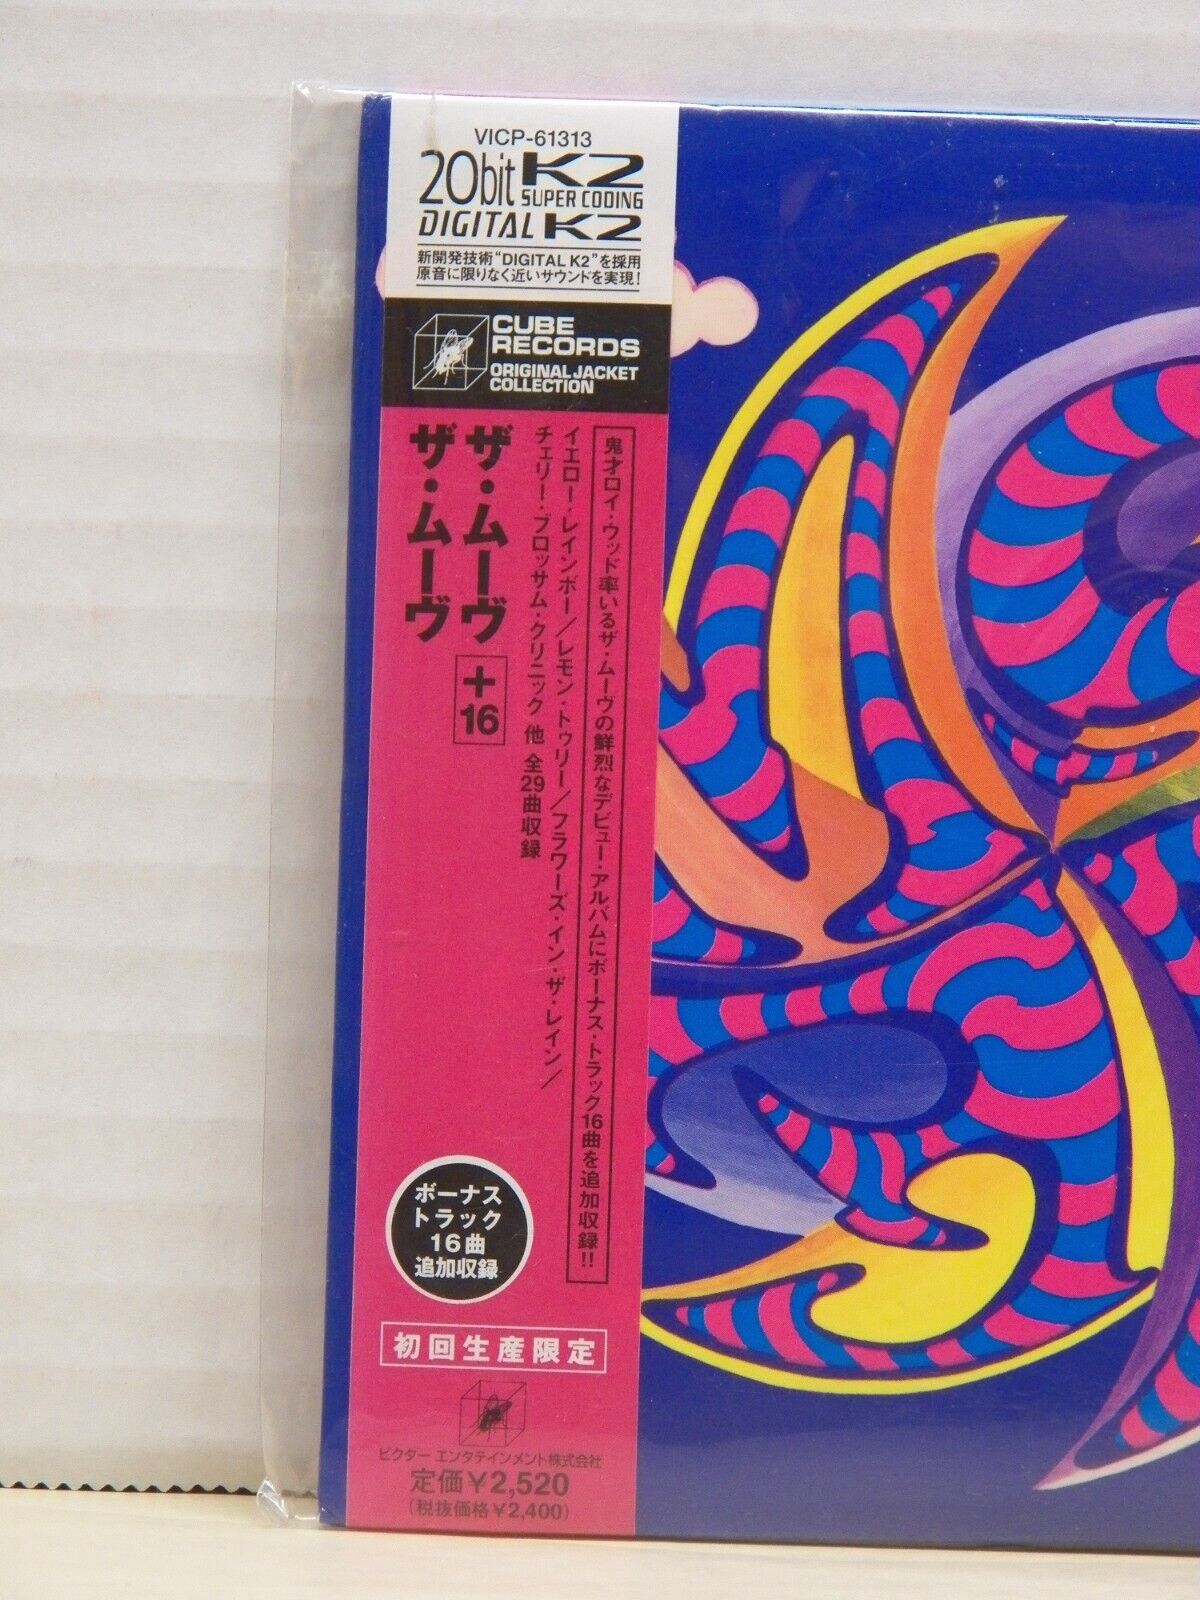 VICP-61313
20bit K2
SUPER CODING
DIGITAL K2
新開発技術“DIGITAL K2”を採用
原音に限りなく近いサウンドを実現!
CUBE
RECORDS
ORIGINAL JACKET
COLLECTION
鬼才ロイ・ウッド率いるザ・ムーヴの鮮烈なデビュー・アルバムにボーナス・トラック16曲を追加収録!!
イエロー・レインボー/レモン・トゥリー/フラワーズ・イン・ザ・レイン/
チェリー・ブロッサム・クリニック 他 全29曲収録
ザ・ムーヴ +16
ザ・ムーヴ
ボーナス
トラック
16曲
追加収録
初回生産限定
ビクター エンタテインメント株式会社
定価¥2,520
(税抜価格¥2,400)